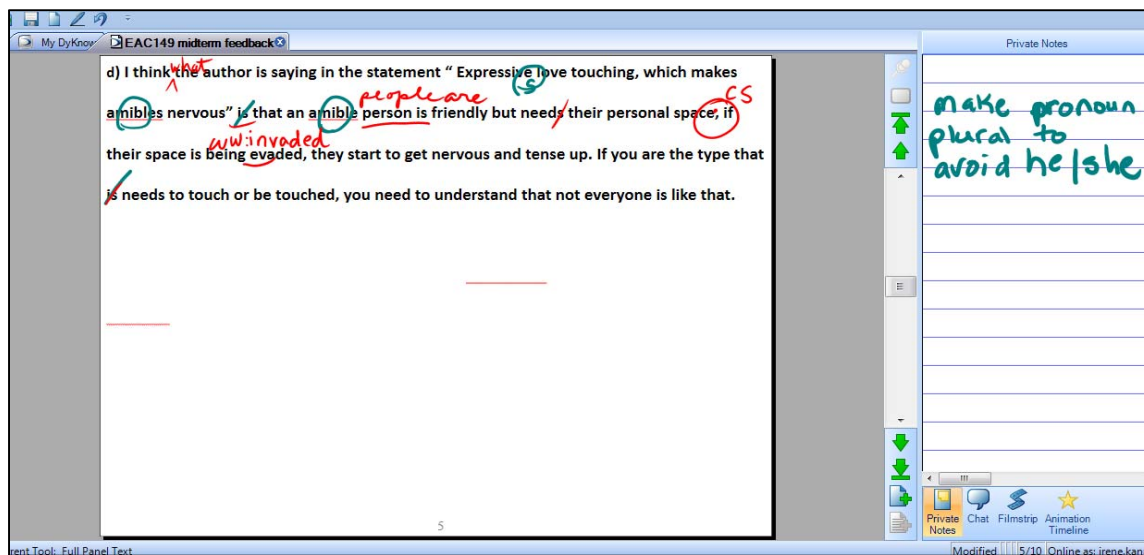 My DyKnow
EAC149 midterm feedback
Private Notes
what
d) I think the author is saying in the statement “ Expressive love touching, which makes
s
people are
CS
amibles nervous” is that an amible person is friendly but needs their personal space, if
ww: invaded
their space is being evaded, they start to get nervous and tense up. If you are the type that
is needs to touch or be touched, you need to understand that not everyone is like that.
5
make pronoun
plural to
avoid he/she
Private Notes
Chat
Filmstrip
Animation Timeline
rent Tool: Full Panel Text
Modified
5/10
Online as: irene.kan